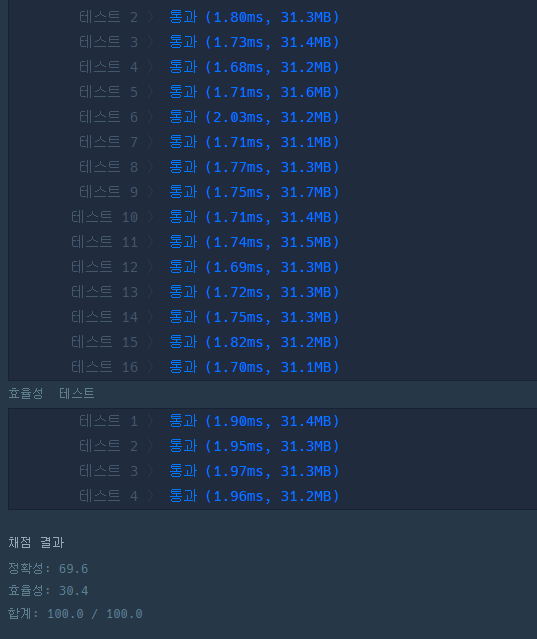 테스트 2 〉 통과 (1.80ms, 31.3MB)
테스트 3 〉 통과 (1.73ms, 31.4MB)
테스트 4 〉 통과 (1.68ms, 31.2MB)
테스트 5 〉 통과 (1.71ms, 31.6MB)
테스트 6 〉 통과 (2.03ms, 31.2MB)
테스트 7 〉 통과 (1.71ms, 31.1MB)
테스트 8 〉 통과 (1.77ms, 31.3MB)
테스트 9 〉 통과 (1.75ms, 31.7MB)
테스트 10 〉 통과 (1.71ms, 31.4MB)
테스트 11 〉 통과 (1.74ms, 31.5MB)
테스트 12 〉 통과 (1.69ms, 31.3MB)
테스트 13 〉 통과 (1.72ms, 31.3MB)
테스트 14 〉 통과 (1.75ms, 31.3MB)
테스트 15 〉 통과 (1.82ms, 31.2MB)
테스트 16 〉 통과 (1.70ms, 31.1MB)
효율성 테스트
테스트 1 〉 통과 (1.90ms, 31.4MB)
테스트 2 〉 통과 (1.95ms, 31.3MB)
테스트 3 〉 통과 (1.97ms, 31.3MB)
테스트 4 〉 통과 (1.96ms, 31.2MB)
채점 결과
정확성: 69.6
효율성: 30.4
합계: 100.0 / 100.0